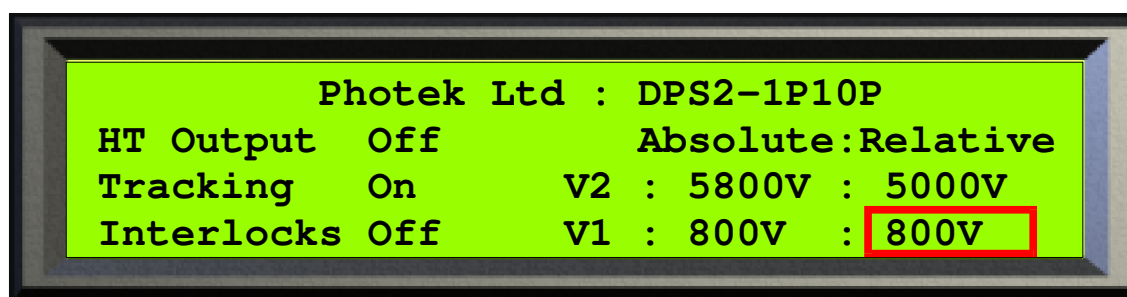 Photek Ltd : DPS2-1P10P
HT Output Off Absolute:Relative
Tracking On V2 : 5800V : 5000V
Interlocks Off V1 : 800V : 800V